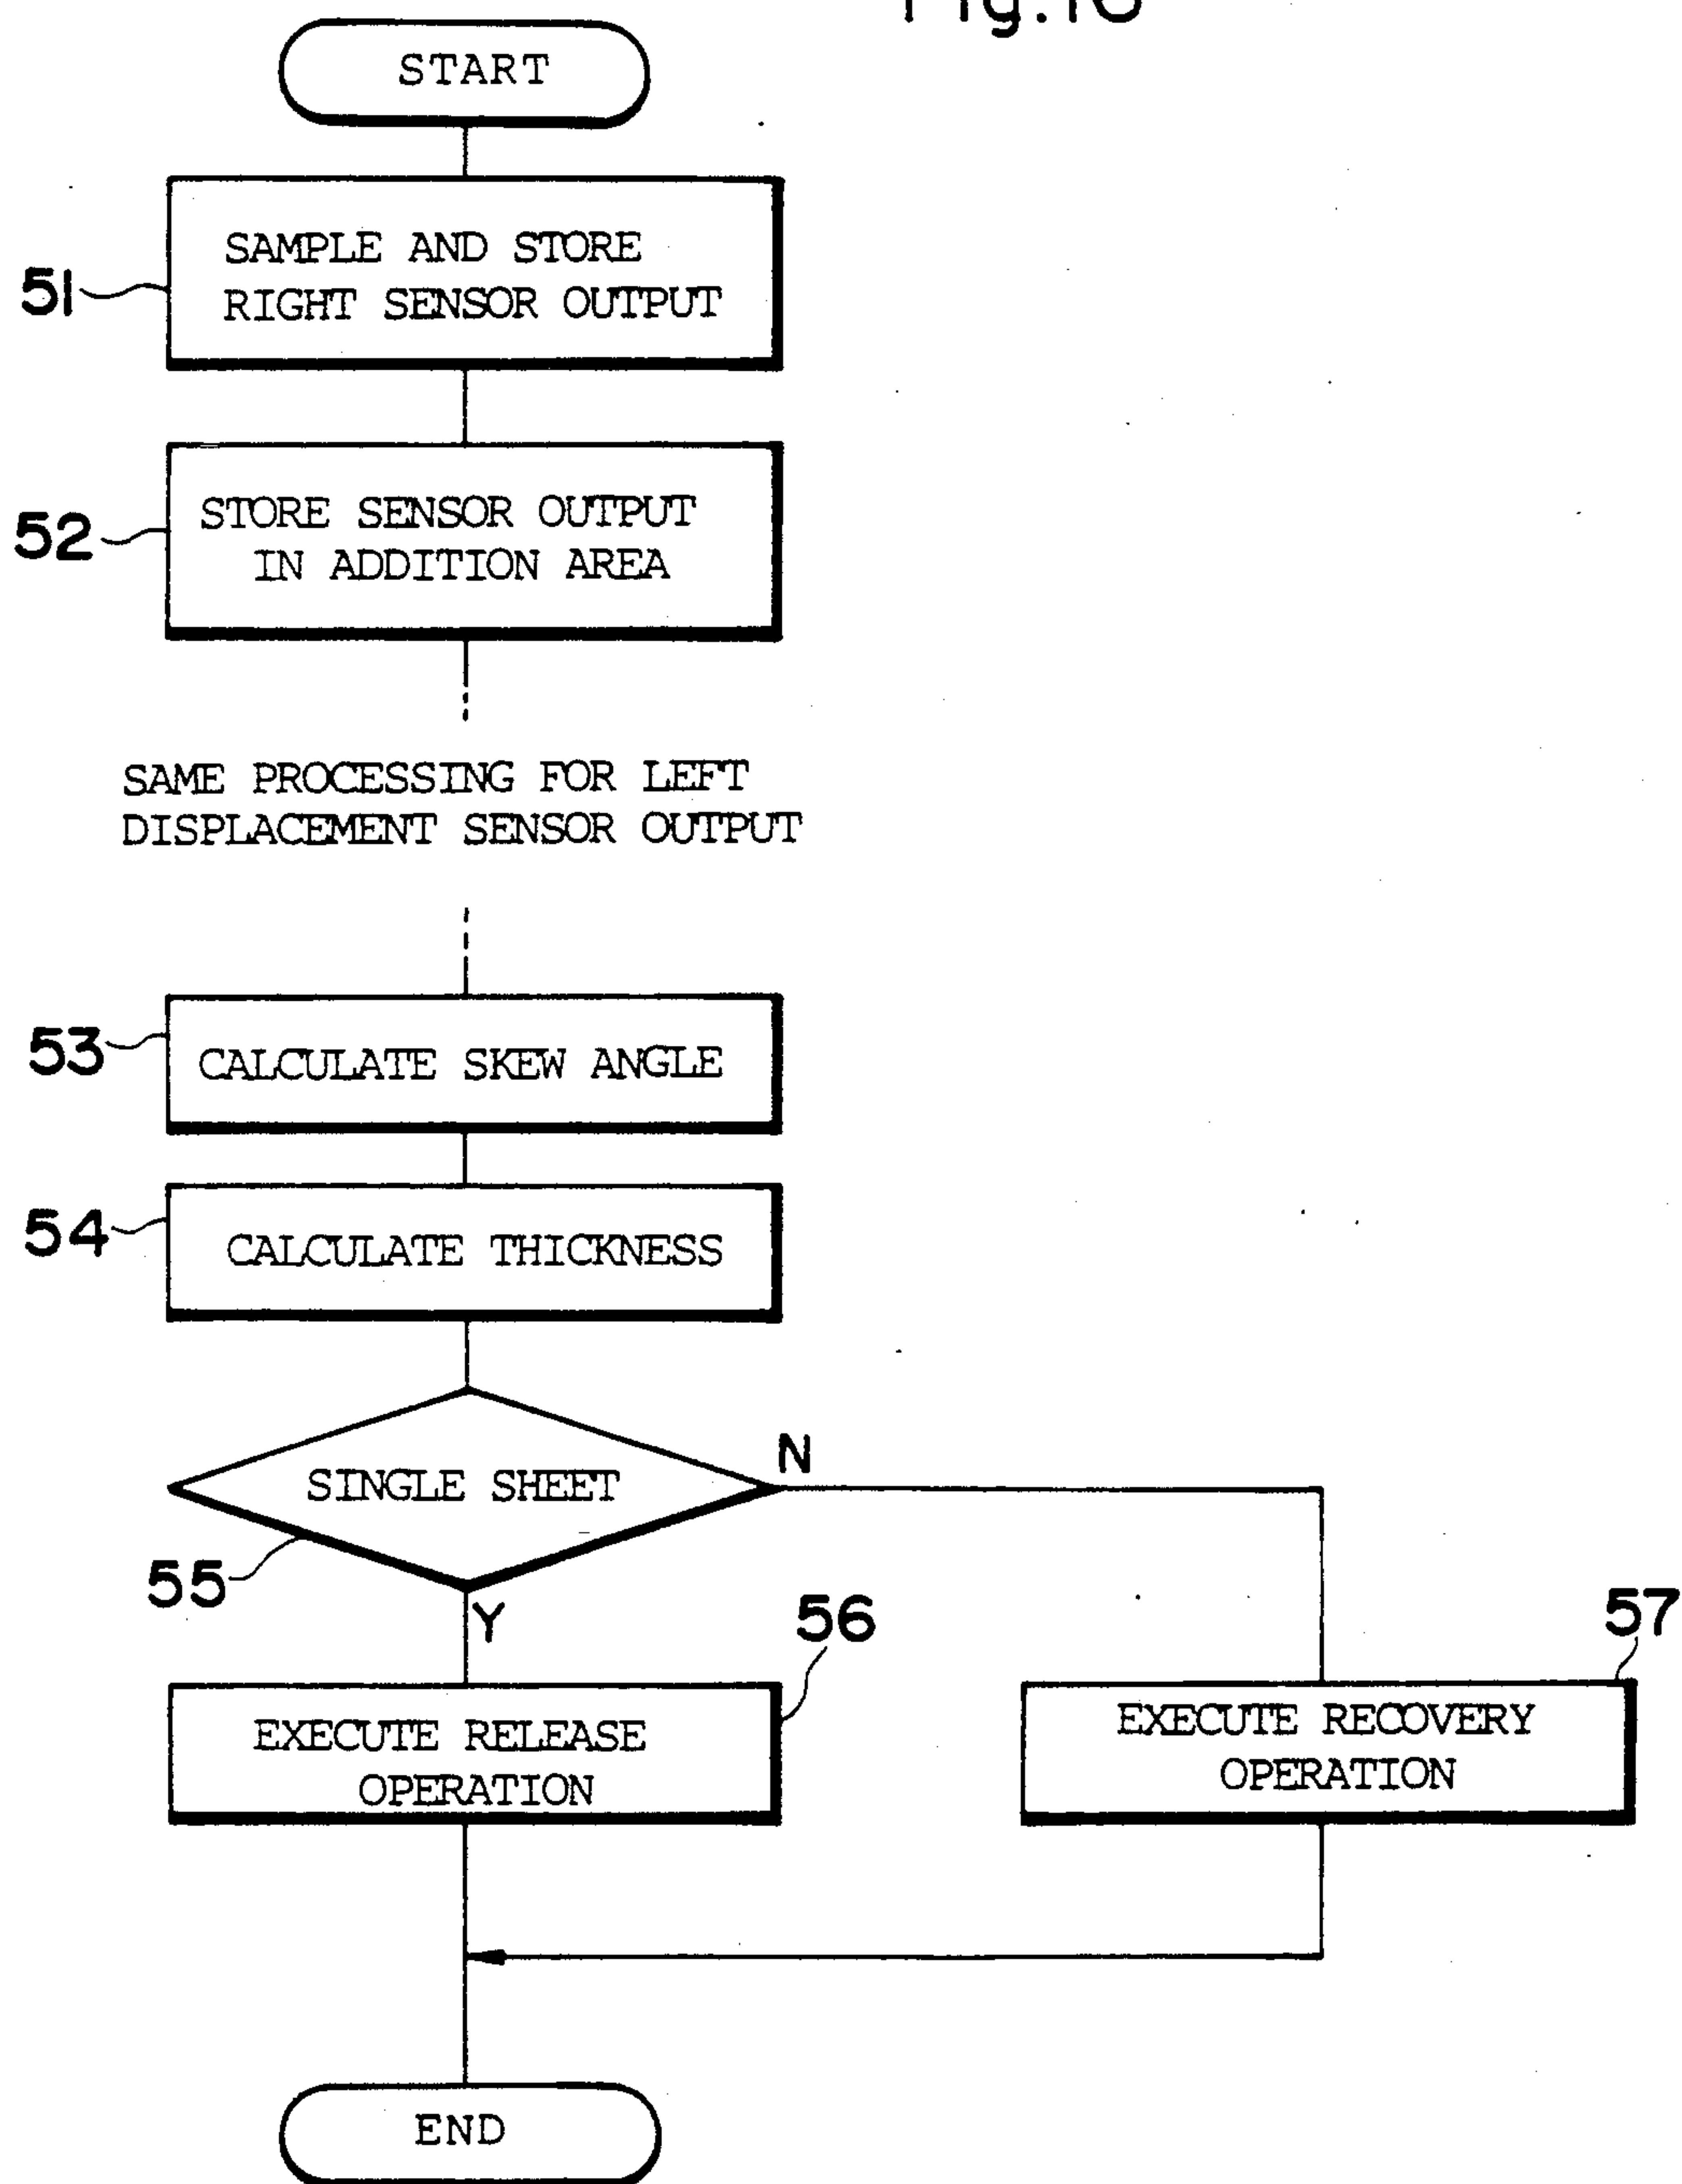 START
51
SAMPLE AND STORE
RIGHT SENSOR OUTPUT
52
STORE SENSOR OUTPUT
IN ADDITION AREA
SAME PROCESSING FOR LEFT
DISPLACEMENT SENSOR OUTPUT
53
CALCULATE SKEW ANGLE
54
CALCULATE THICKNESS
55
SINGLE SHEET
N
Y
56
EXECUTE RELEASE
OPERATION
57
EXECUTE RECOVERY
OPERATION
END